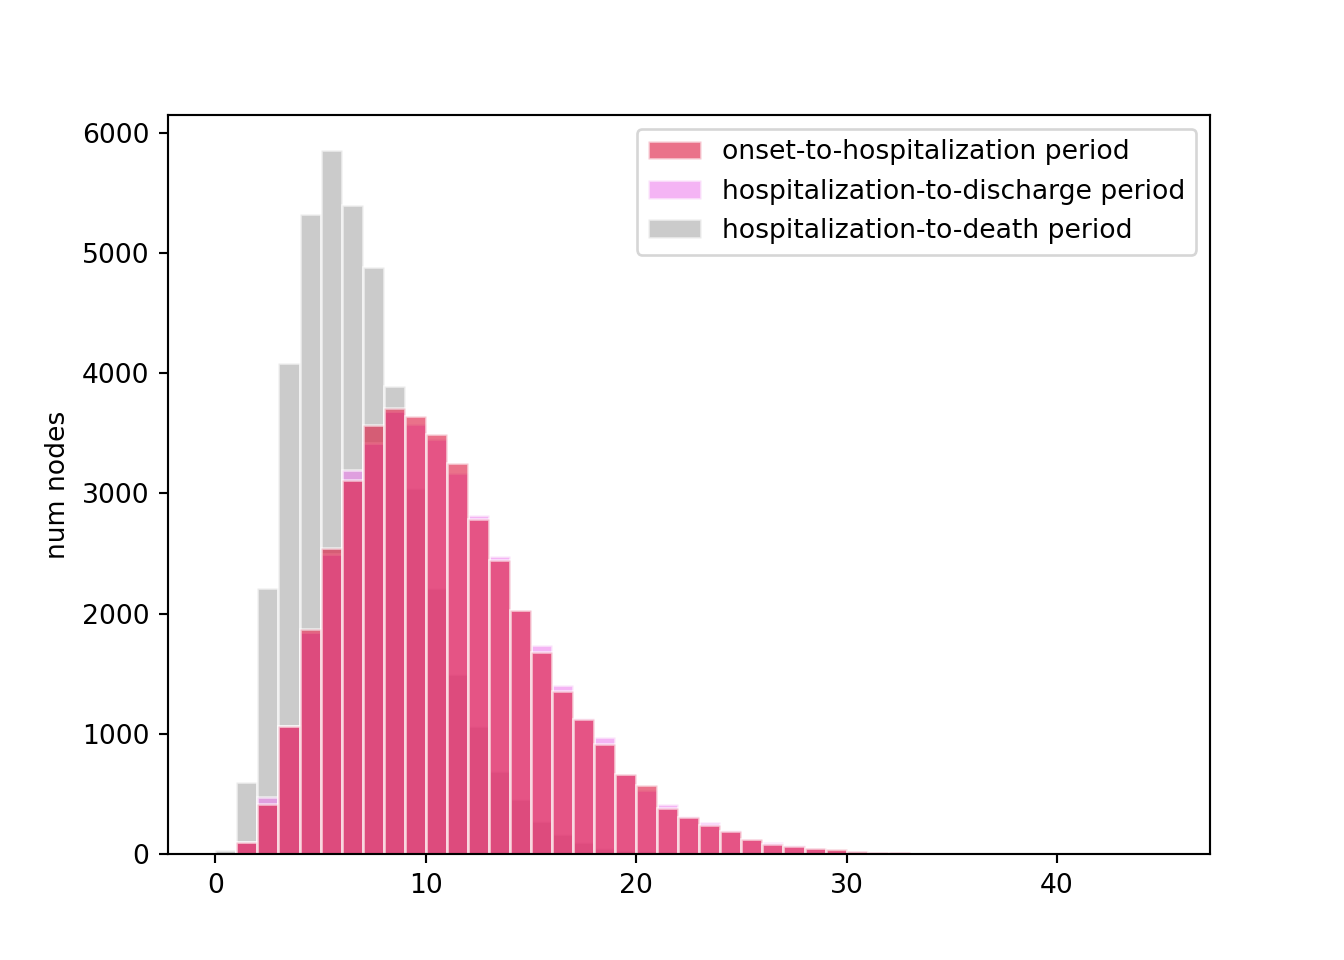 6000
5000
4000
3000
2000
1000
0
num nodes
onset-to-hospitalization period
hospitalization-to-discharge period
hospitalization-to-death period
0 10 20 30 40